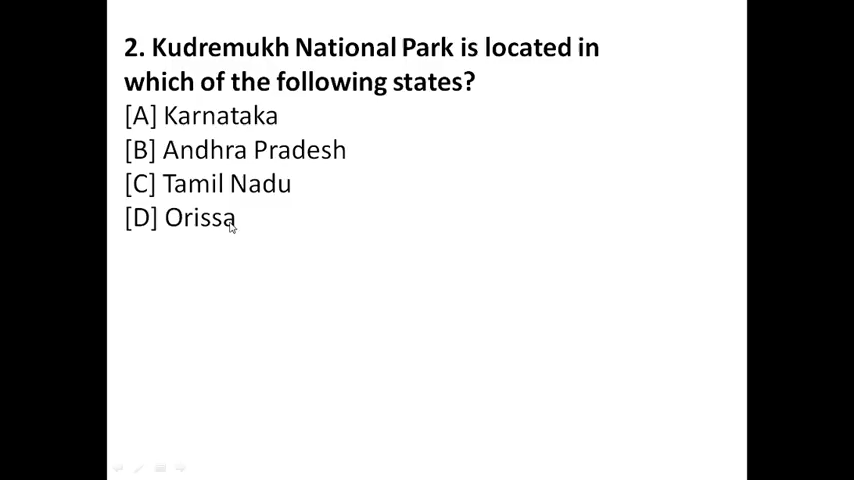 2. Kudremukh National Park is located in
which of the following states?
[A] Karnataka
[B] Andhra Pradesh
[C] Tamil Nadu
[D] Orissa